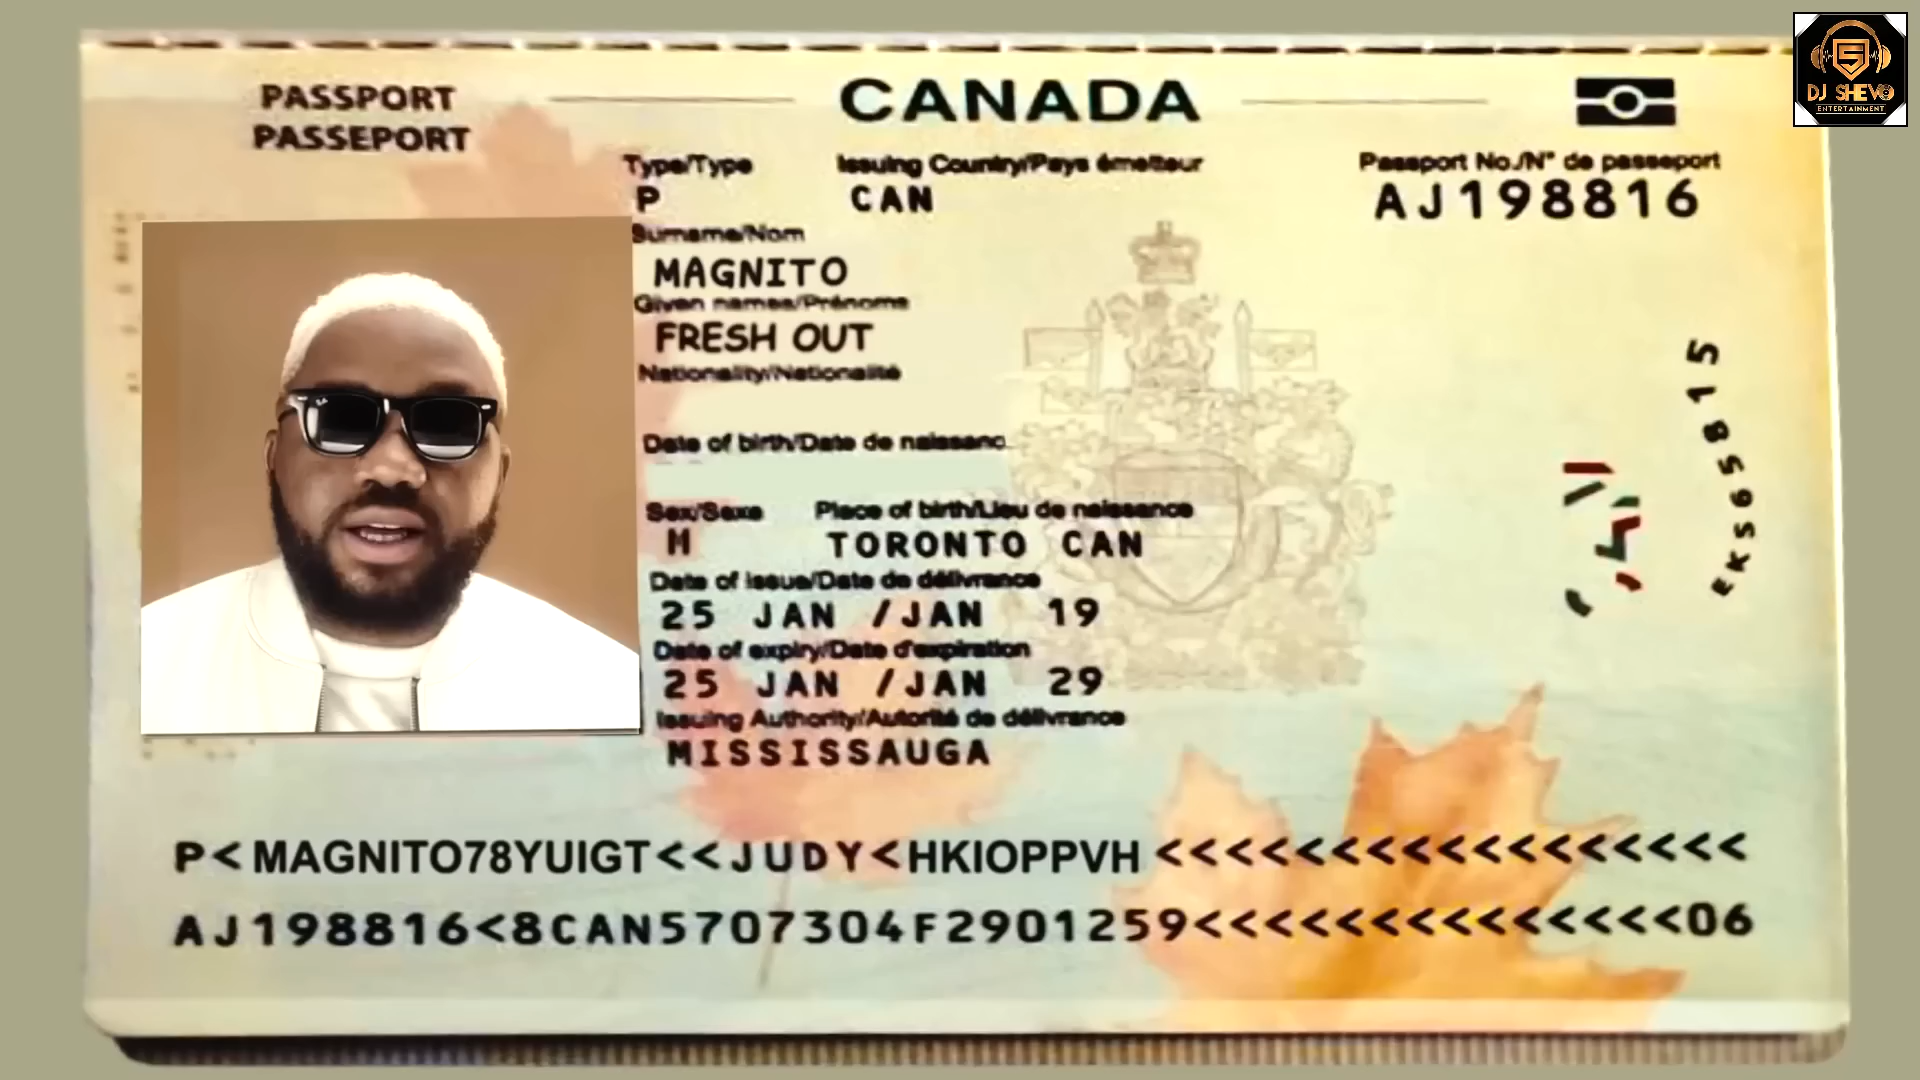 PASSPORT
PASSEPORT
CANADA
DJ SHEVO
ENTERTAINMENT
Type/Type
Issuing Country/Pays émetteur
Passport No./N° de passeport
P
CAN
AJ198816
Surname/Nom
MAGNITO
Given names/Prénoms
FRESH OUT
Nationality/Nationalité
Date of birth/Date de naissanc
Sex/Sexe
Place of birth/Lieu de naissance
M
TORONTO CAN
Date of issue/Date de délivrance
25 JAN /JAN 19
Date of expiry/Date d'expiration
25 JAN /JAN 29
Issuing Authority/Autorité de délivrance
MISSISSAUGA
P<MAGNITO78YUIGT<<JUDY<HKIOPPVH<<<<<<<<<<<<<<<<<
AJ198816<8CAN5707304F2901259<<<<<<<<<<<<<<06